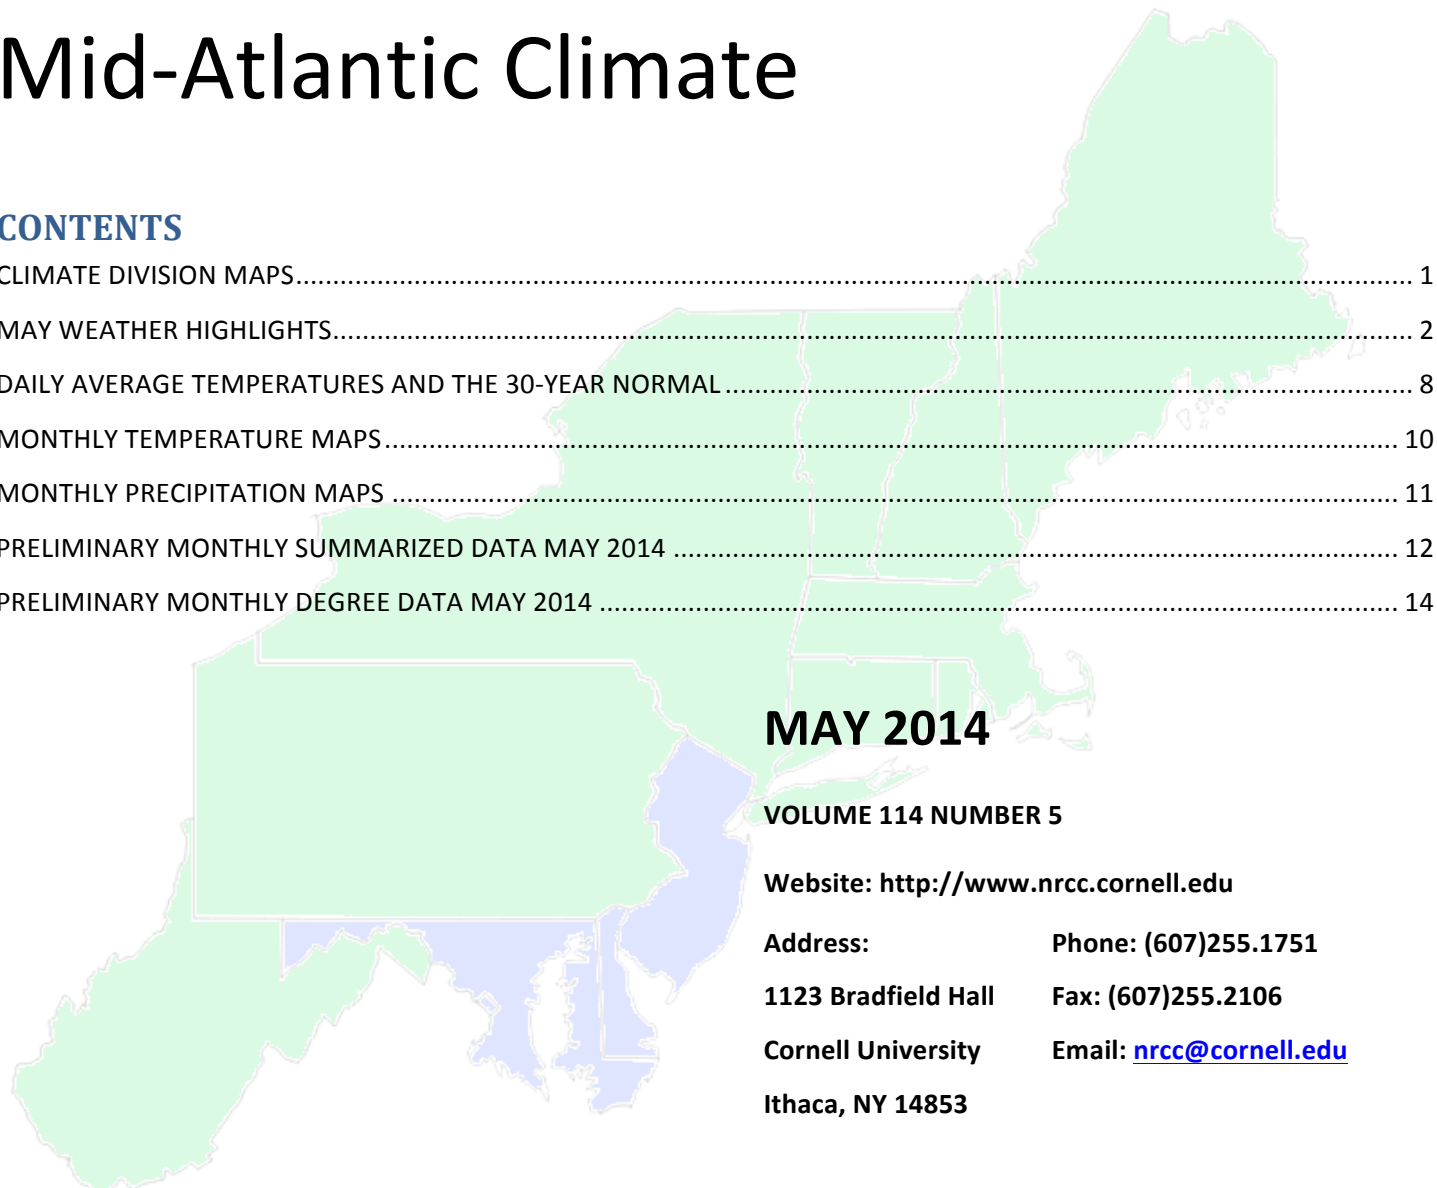 Mid-Atlantic Climate
CONTENTS
CLIMATE DIVISION MAPS ........ 1
MAY WEATHER HIGHLIGHTS ........ 2
DAILY AVERAGE TEMPERATURES AND THE 30-YEAR NORMAL ........ 8
MONTHLY TEMPERATURE MAPS ........ 10
MONTHLY PRECIPITATION MAPS ........ 11
PRELIMINARY MONTHLY SUMMARIZED DATA MAY 2014 ........ 12
PRELIMINARY MONTHLY DEGREE DATA MAY 2014 ........ 14
MAY 2014
VOLUME 114 NUMBER 5
Website: http://www.nrcc.cornell.edu
Address: Phone: (607)255.1751
1123 Bradfield Hall Fax: (607)255.2106
Cornell University Email: nrcc@cornell.edu
Ithaca, NY 14853